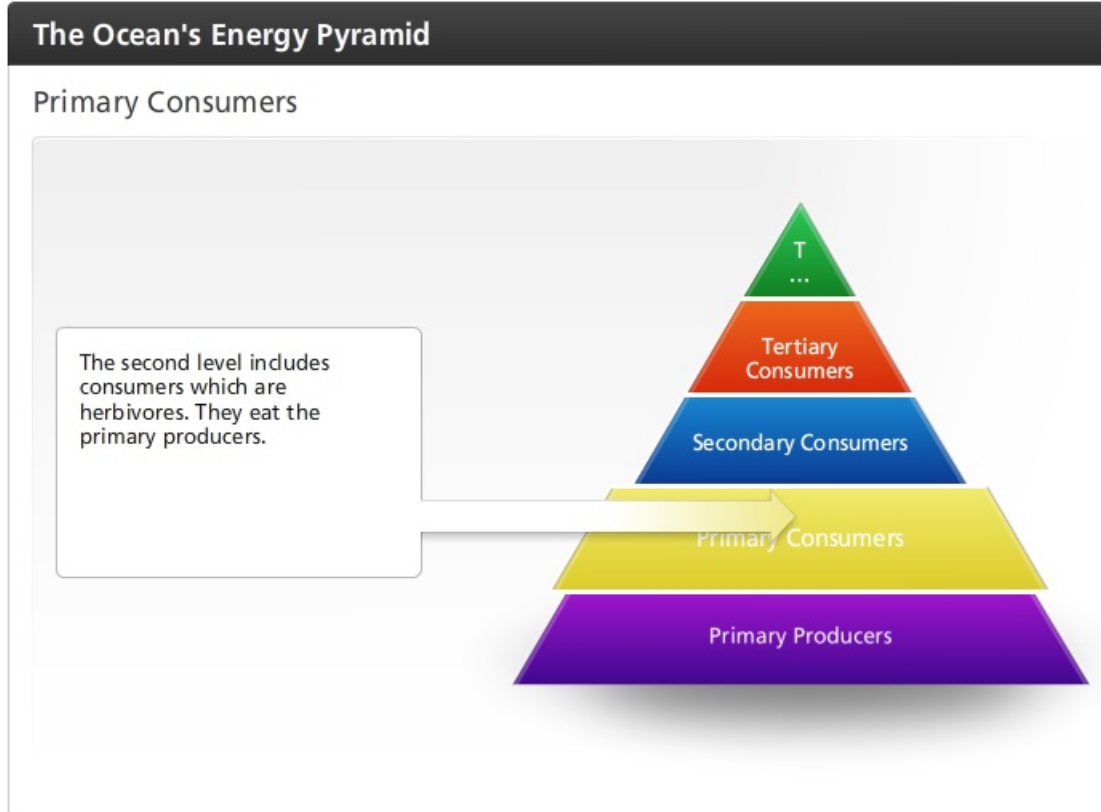 The Ocean's Energy Pyramid
Primary Consumers
The second level includes
consumers which are
herbivores. They eat the
primary producers.
T
...
Tertiary
Consumers
Secondary Consumers
Primary Consumers
Primary Producers